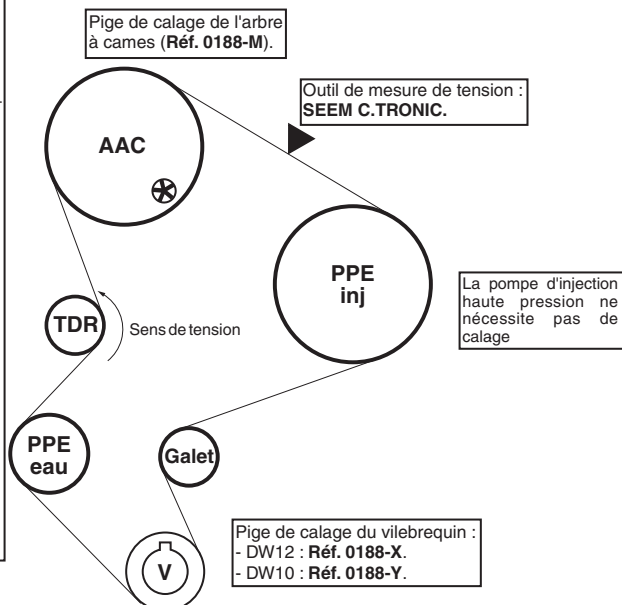 Pige de calage de l'arbre
à cames (Réf. 0188-M).
Outil de mesure de tension :
SEEM C.TRONIC.
AAC
PPE
inj
La pompe d'injection
haute pression ne
nécessite pas de
calage
TDR
Sens de tension
PPE
eau
Galet
Pige de calage du vilebrequin :
- DW12 : Réf. 0188-X.
- DW10 : Réf. 0188-Y.
V